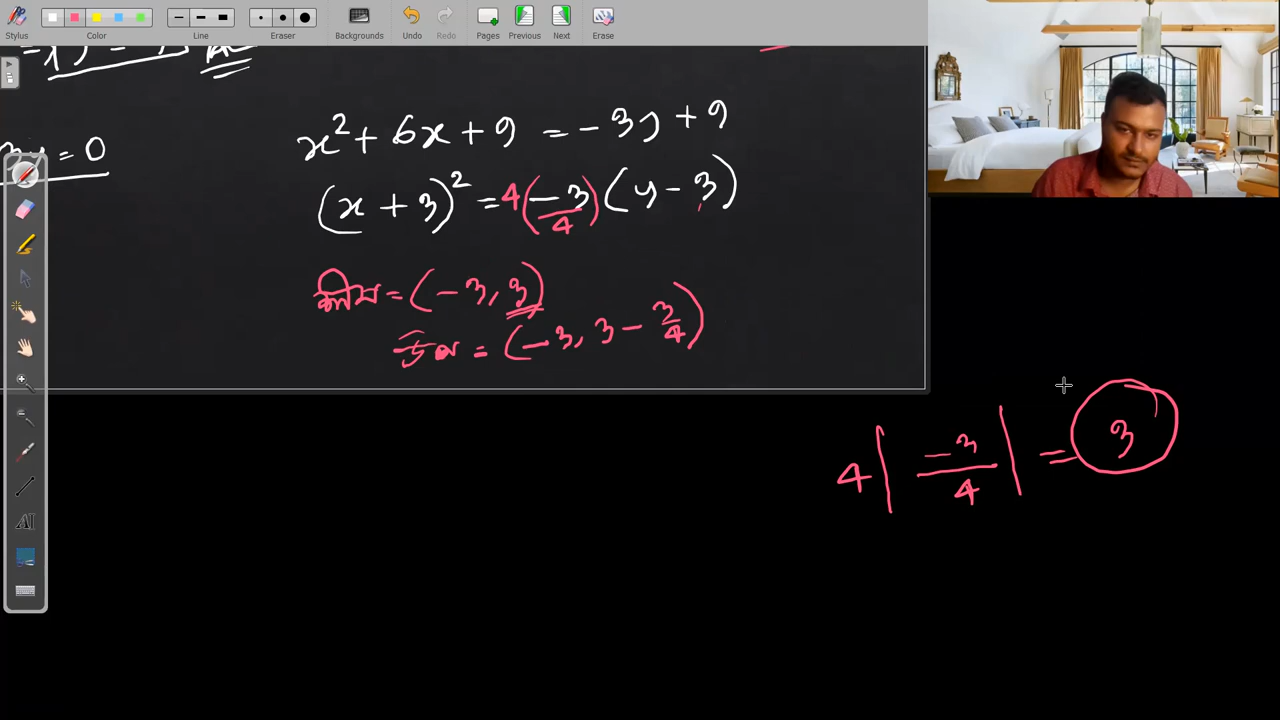 Stylus
Color
Line
Eraser
Backgrounds
Undo
Redo
Pages
Previous
Next
Erase
= 0
x² + 6x + 9 = - 3y + 9
(x + 3)² = 4(-3/4)(y - 3)
শীর্ষ = (-3, 3)
= (-3, 3 - 3/4)
4 | -3/4 | = 3